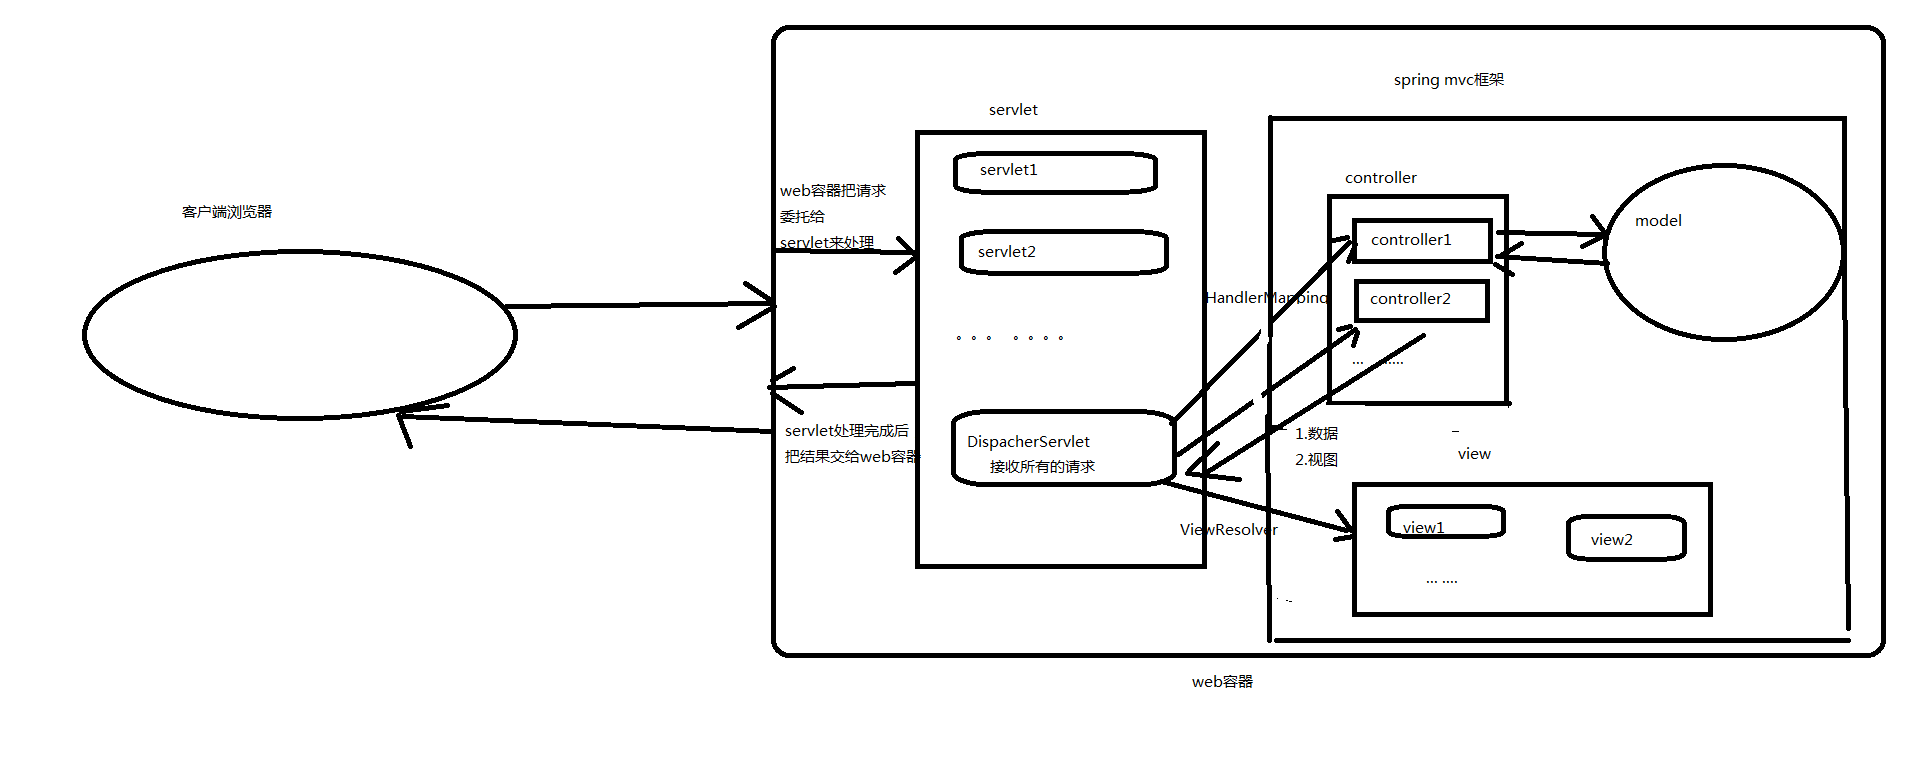 spring mvc框架
servlet
servlet1
web容器把请求
委托给
servlet来处理
controller
客户端浏览器
model
controller1
servlet2
HandlerMapping
controller2
。。。 。。。。
... ......
servlet处理完成后
把结果交给web容器
DispacherServlet
接收所有的请求
1.数据
2.视图
view
ViewResolver
view1
view2
... ....
web容器